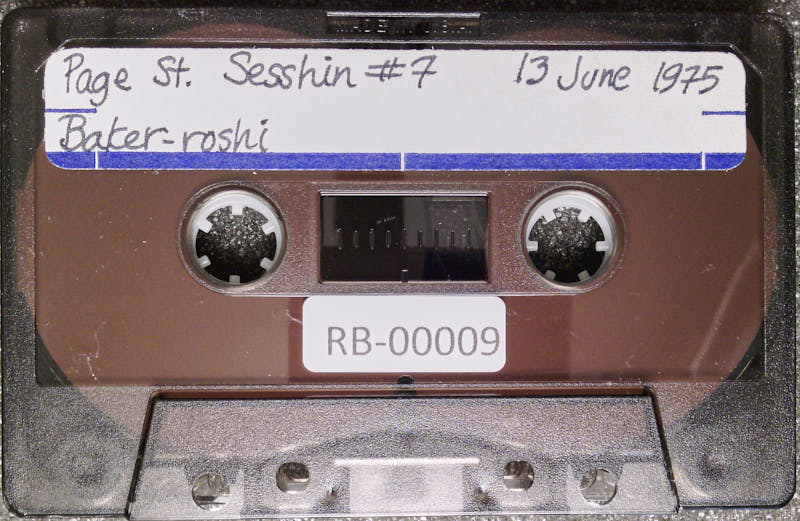 Page St. Sesshin #7 13 June 1975
Baker-roshi
RB-00009